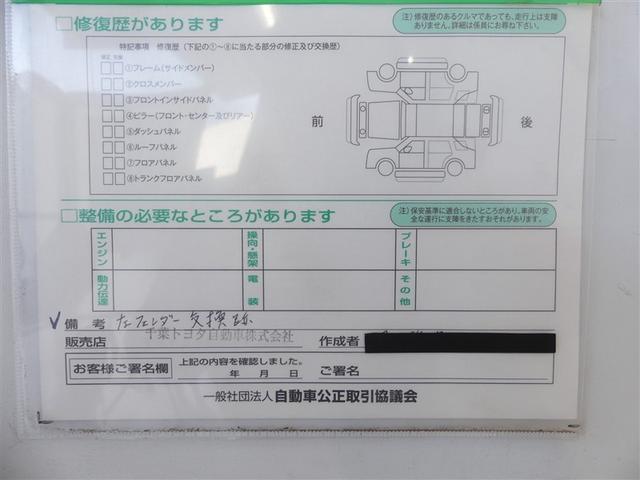 □修復歴があります
注）修復歴のあるクルマであっても、走行上は支障
ありません。詳細は係員にお尋ね下さい。
特記事項 修復歴（下記の①〜⑧に当たる部分の修正及び交換歴）
修正 交換
□□①フレーム（サイドメンバー）
□□②クロスメンバー
□□③フロントインサイドパネル
□□④ピラー（フロント・センター及びリアー）
□□⑤ダッシュパネル
□□⑥ルーフパネル
□□⑦フロアパネル
□□⑧トランクフロアパネル
前
後
□整備の必要なところがあります
注）保安基準に適合しないところがあり、車両の安
全な運行に支障をきたすおそれがあります。
エンジン
操向・懸架
ブレーキ
動力伝達
電装
その他
✓備考 左フェンダー 交換跡
販売店 千葉トヨタ自動車株式会社 作成者
お客様ご署名欄
上記の内容を確認しました。
年 月 日 ご署名
一般社団法人 自動車公正取引協議会